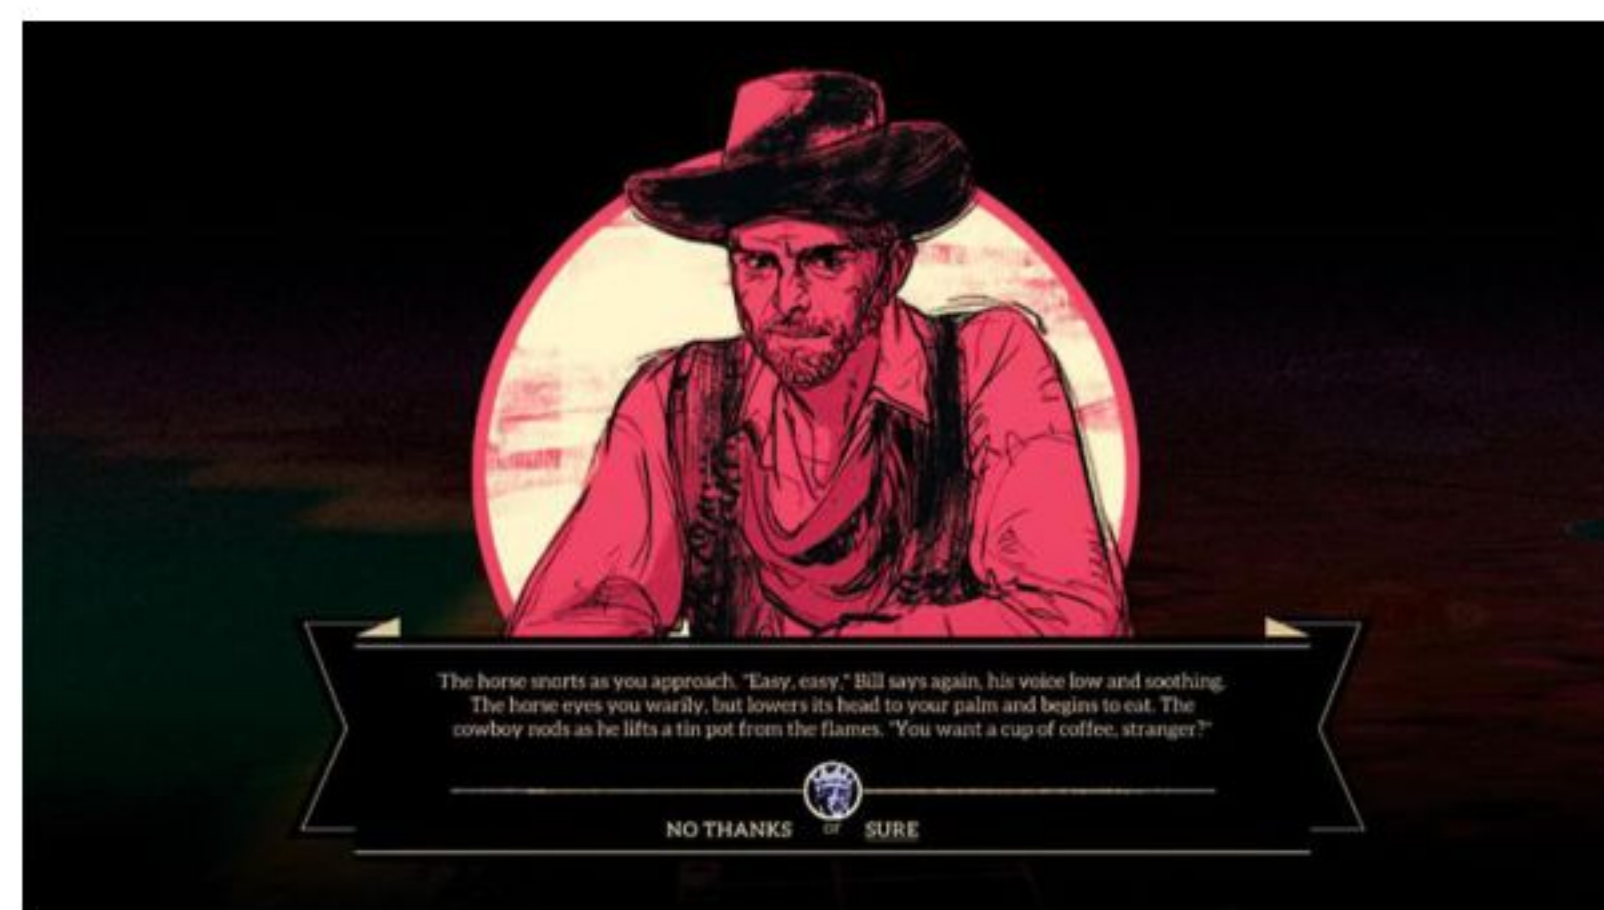 The horse snorts as you approach. "Easy, easy," Bill says again, his voice low and soothing.
The horse eyes you warily, but lowers its head to your palm and begins to eat. The
cowboy nods as he lifts a tin pot from the flames. "You want a cup of coffee, stranger?"
NO THANKS or SURE